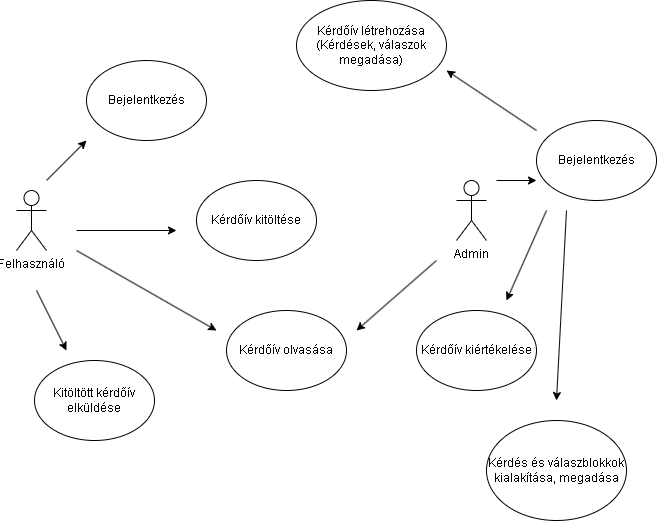 Kérdőív létrehozása
(Kérdések, válaszok
megadása)
Bejelentkezés
Bejelentkezés
Kérdőív kitöltése
Felhasználó
Admin
Kérdőív olvasása
Kérdőív kiértékelése
Kitöltött kérdőív
elküldése
Kérdés és válaszblokkok
kialakítása, megadása